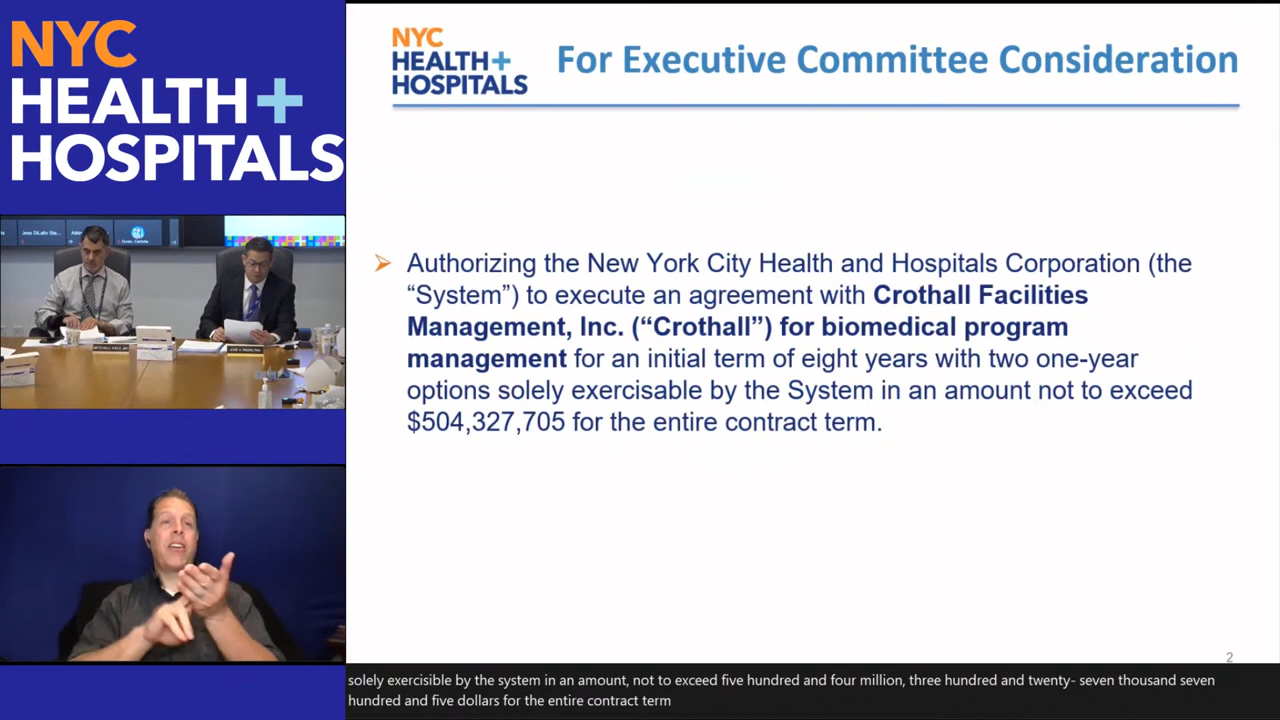 NYC
HEALTH+
HOSPITALS
NYC
HEALTH+
HOSPITALS
For Executive Committee Consideration
Authorizing the New York City Health and Hospitals Corporation (the
“System”) to execute an agreement with Crothall Facilities
Management, Inc. (“Crothall”) for biomedical program
management for an initial term of eight years with two one-year
options solely exercisable by the System in an amount not to exceed
$504,327,705 for the entire contract term.
2
solely exercisible by the system in an amount, not to exceed five hundred and four million, three hundred and twenty- seven thousand seven
hundred and five dollars for the entire contract term